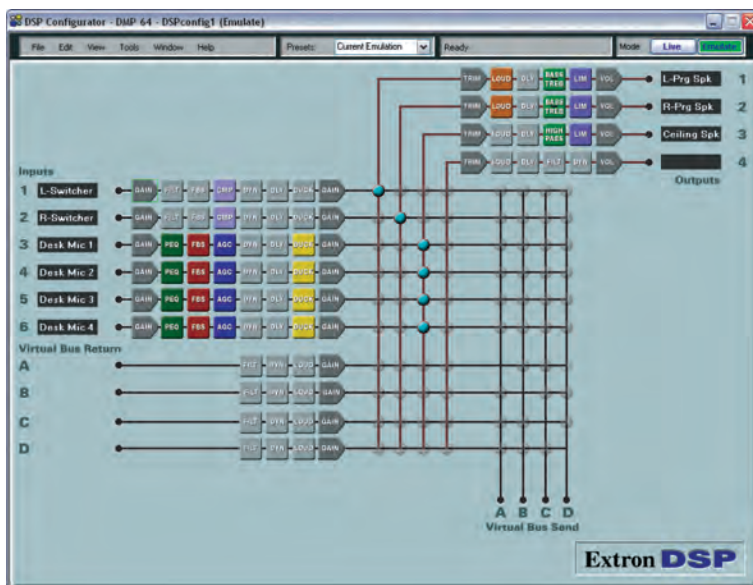 DSP Configurator - DMP 64 - DSPconfig1 (Emulate)
File Edit View Tools Window Help Presets: Current Emulation Ready Mode: Live Emulate
TRIM LOUD DLY BASS TREB LIM VOL L-Prg Spk 1
TRIM LOUD DLY BASS TREB LIM VOL R-Prg Spk 2
TRIM LOUD DLY HIGH PASS LIM VOL Ceiling Spk 3
TRIM LOUD DLY FILT DYN VOL 4
Outputs
Inputs
1 L-Switcher GAIN FILT FBS CMP DYN DLY DUCK GAIN
2 R-Switcher GAIN FILT FBS CMP DYN DLY DUCK GAIN
3 Desk Mic 1 GAIN PEQ FBS AGC DYN DLY DUCK GAIN
4 Desk Mic 2 GAIN PEQ FBS AGC DYN DLY DUCK GAIN
5 Desk Mic 3 GAIN PEQ FBS AGC DYN DLY DUCK GAIN
6 Desk Mic 4 GAIN PEQ FBS AGC DYN DLY DUCK GAIN
Virtual Bus Return
A FILT DYN LOUD GAIN
B FILT DYN LOUD GAIN
C FILT DYN LOUD GAIN
D FILT DYN LOUD GAIN
A B C D
Virtual Bus Send
Extron DSP